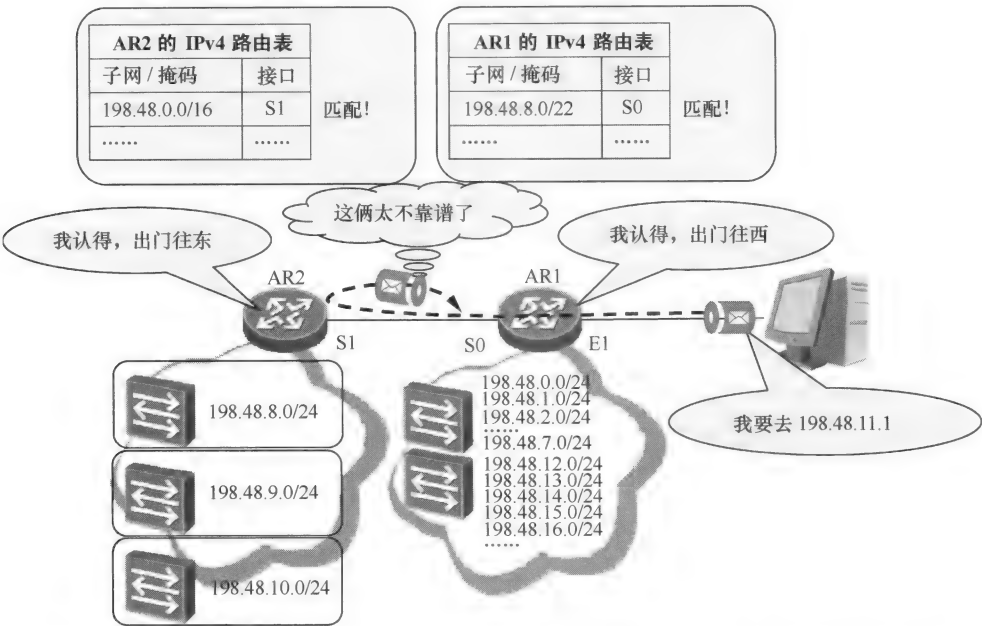 AR2 的 IPv4 路由表
子网 / 掩码 接口
198.48.0.0/16 S1
…… ……
匹配！
AR1 的 IPv4 路由表
子网 / 掩码 接口
198.48.8.0/22 S0
…… ……
匹配！
这俩太不靠谱了
我认得，出门往东
我认得，出门往西
AR2
AR1
S1
S0
E1
198.48.8.0/24
198.48.9.0/24
198.48.10.0/24
198.48.0.0/24
198.48.1.0/24
198.48.2.0/24
……
198.48.7.0/24
198.48.12.0/24
198.48.13.0/24
198.48.14.0/24
198.48.15.0/24
198.48.16.0/24
……
我要去 198.48.11.1